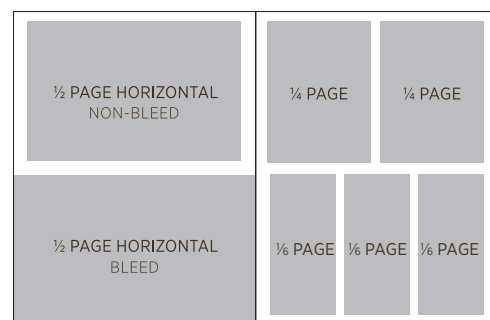 ½ PAGE HORIZONTAL
NON-BLEED
½ PAGE HORIZONTAL
BLEED
¼ PAGE
¼ PAGE
⅙ PAGE
⅙ PAGE
⅙ PAGE